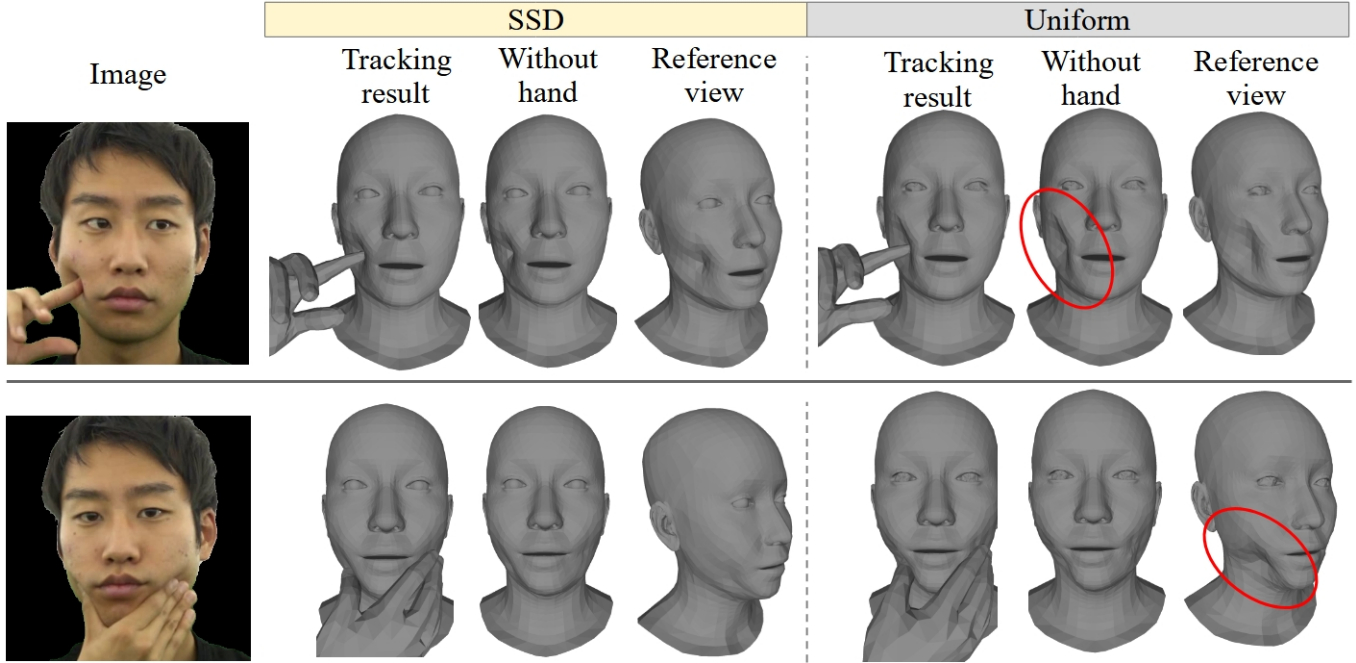 SSD
Uniform
Image
Tracking
result
Without
hand
Reference
view
Tracking
result
Without
hand
Reference
view